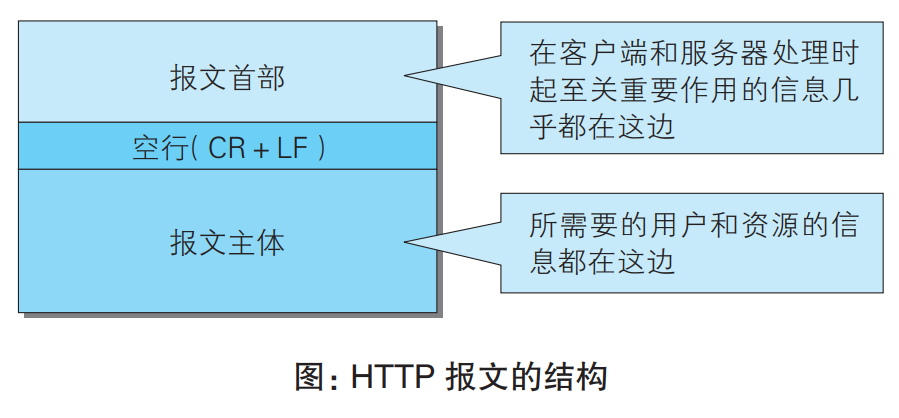 报文首部
在客户端和服务器处理时
起至关重要作用的信息几
乎都在这边
空行( CR + LF )
报文主体
所需要的用户和资源的信
息都在这边
图：HTTP 报文的结构